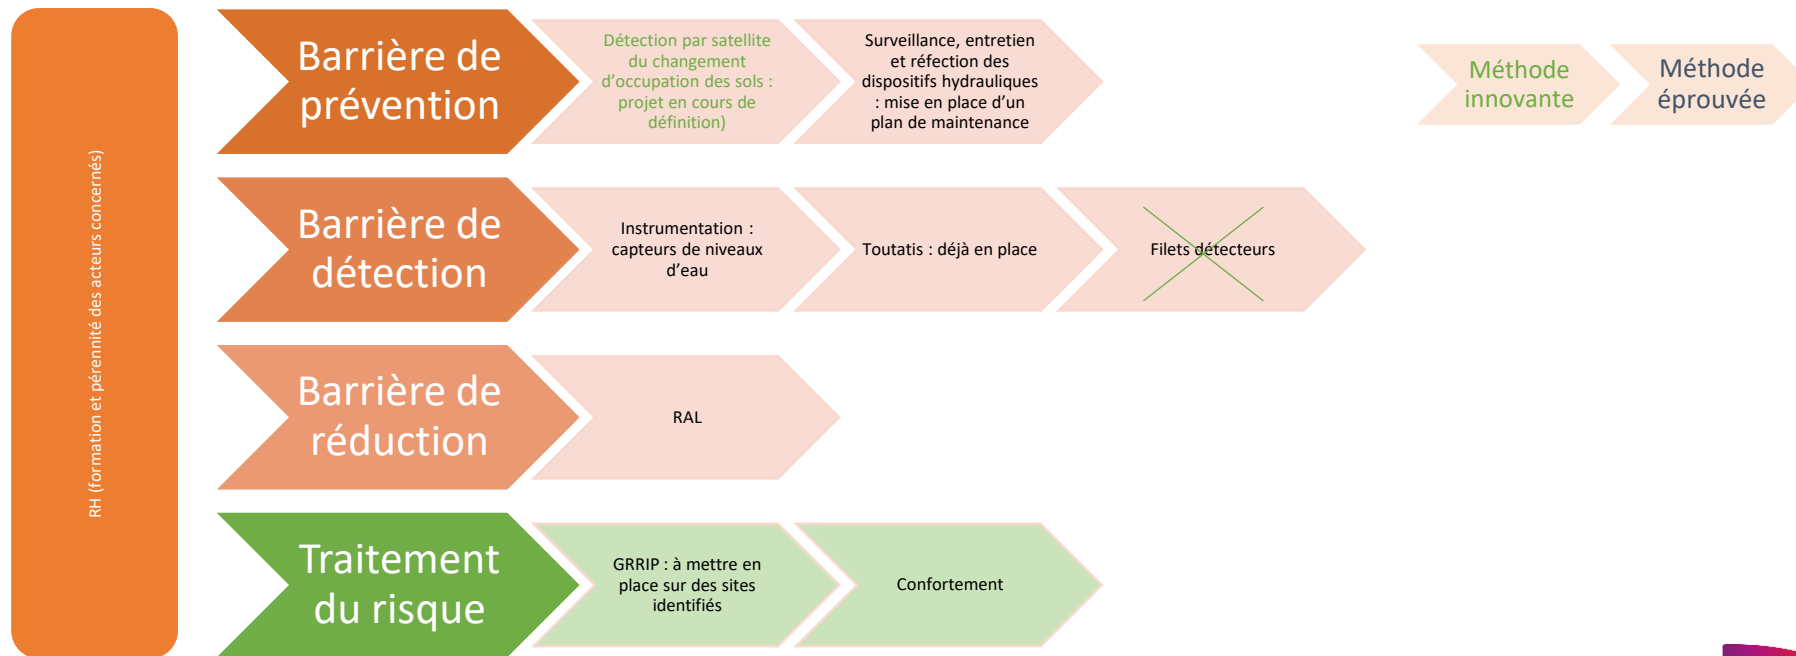 RH (formation et pérennité des acteurs concernés)
Barrière de
prévention
Détection par satellite
du changement
d’occupation des sols :
projet en cours de
définition)
Surveillance, entretien
et réfection des
dispositifs hydrauliques
: mise en place d’un
plan de maintenance
Méthode
innovante
Méthode
éprouvée
Barrière de
détection
Instrumentation :
capteurs de niveaux
d’eau
Toutatis : déjà en place
Filets détecteurs
Barrière de
réduction
RAL
Traitement
du risque
GRRIP : à mettre en
place sur des sites
identifiés
Confortement